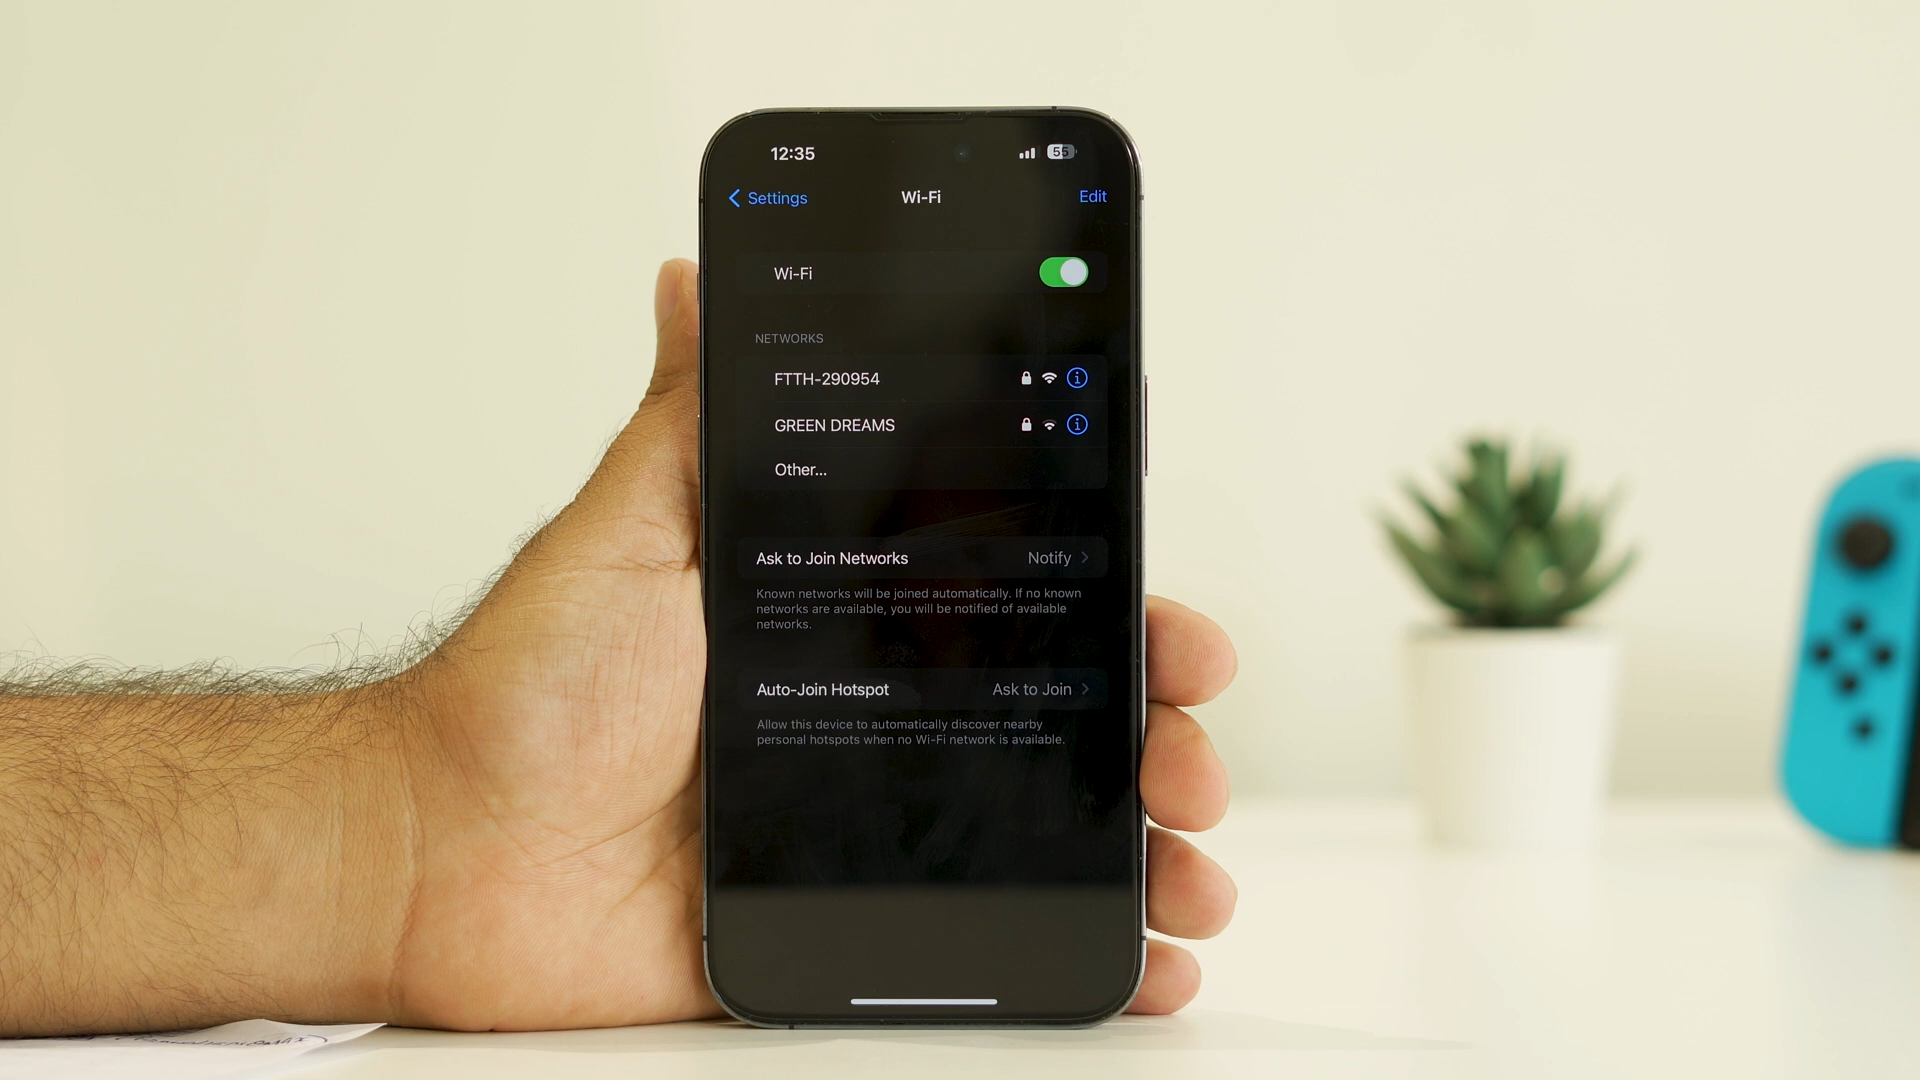 12:35 55
Settings Wi-Fi Edit
Wi-Fi
NETWORKS
FTTH-290954
GREEN DREAMS
Other...
Ask to Join Networks Notify
Known networks will be joined automatically. If no known
networks are available, you will be notified of available
networks.
Auto-Join Hotspot Ask to Join
Allow this device to automatically discover nearby
personal hotspots when no Wi-Fi network is available.